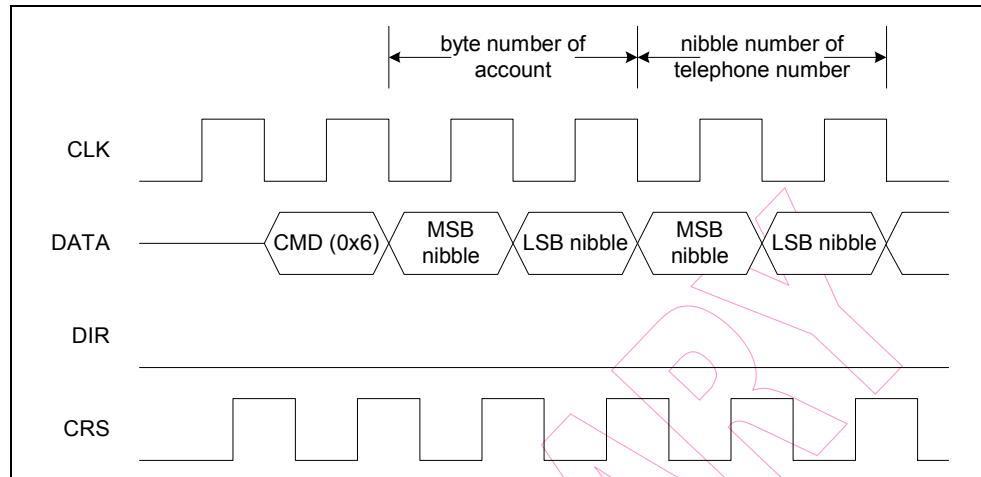 byte number of
account
nibble number of
telephone number
CLK
DATA
CMD (0x6)
MSB
nibble
LSB nibble
MSB
nibble
LSB nibble
DIR
CRS